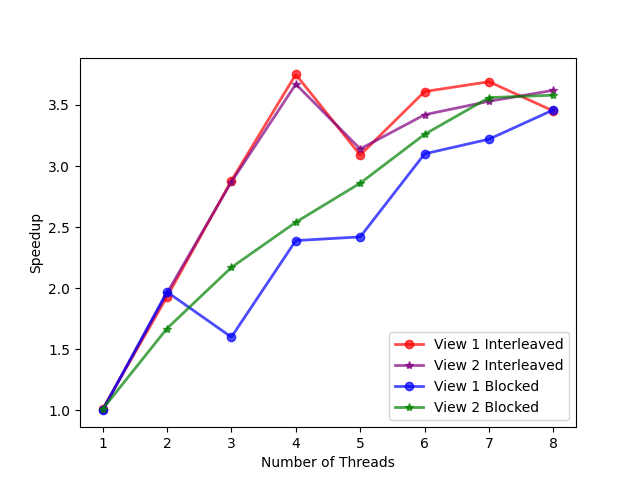 3.5
3.0
2.5
2.0
1.5
1.0
Speedup
1 2 3 4 5 6 7 8
Number of Threads
View 1 Interleaved
View 2 Interleaved
View 1 Blocked
View 2 Blocked